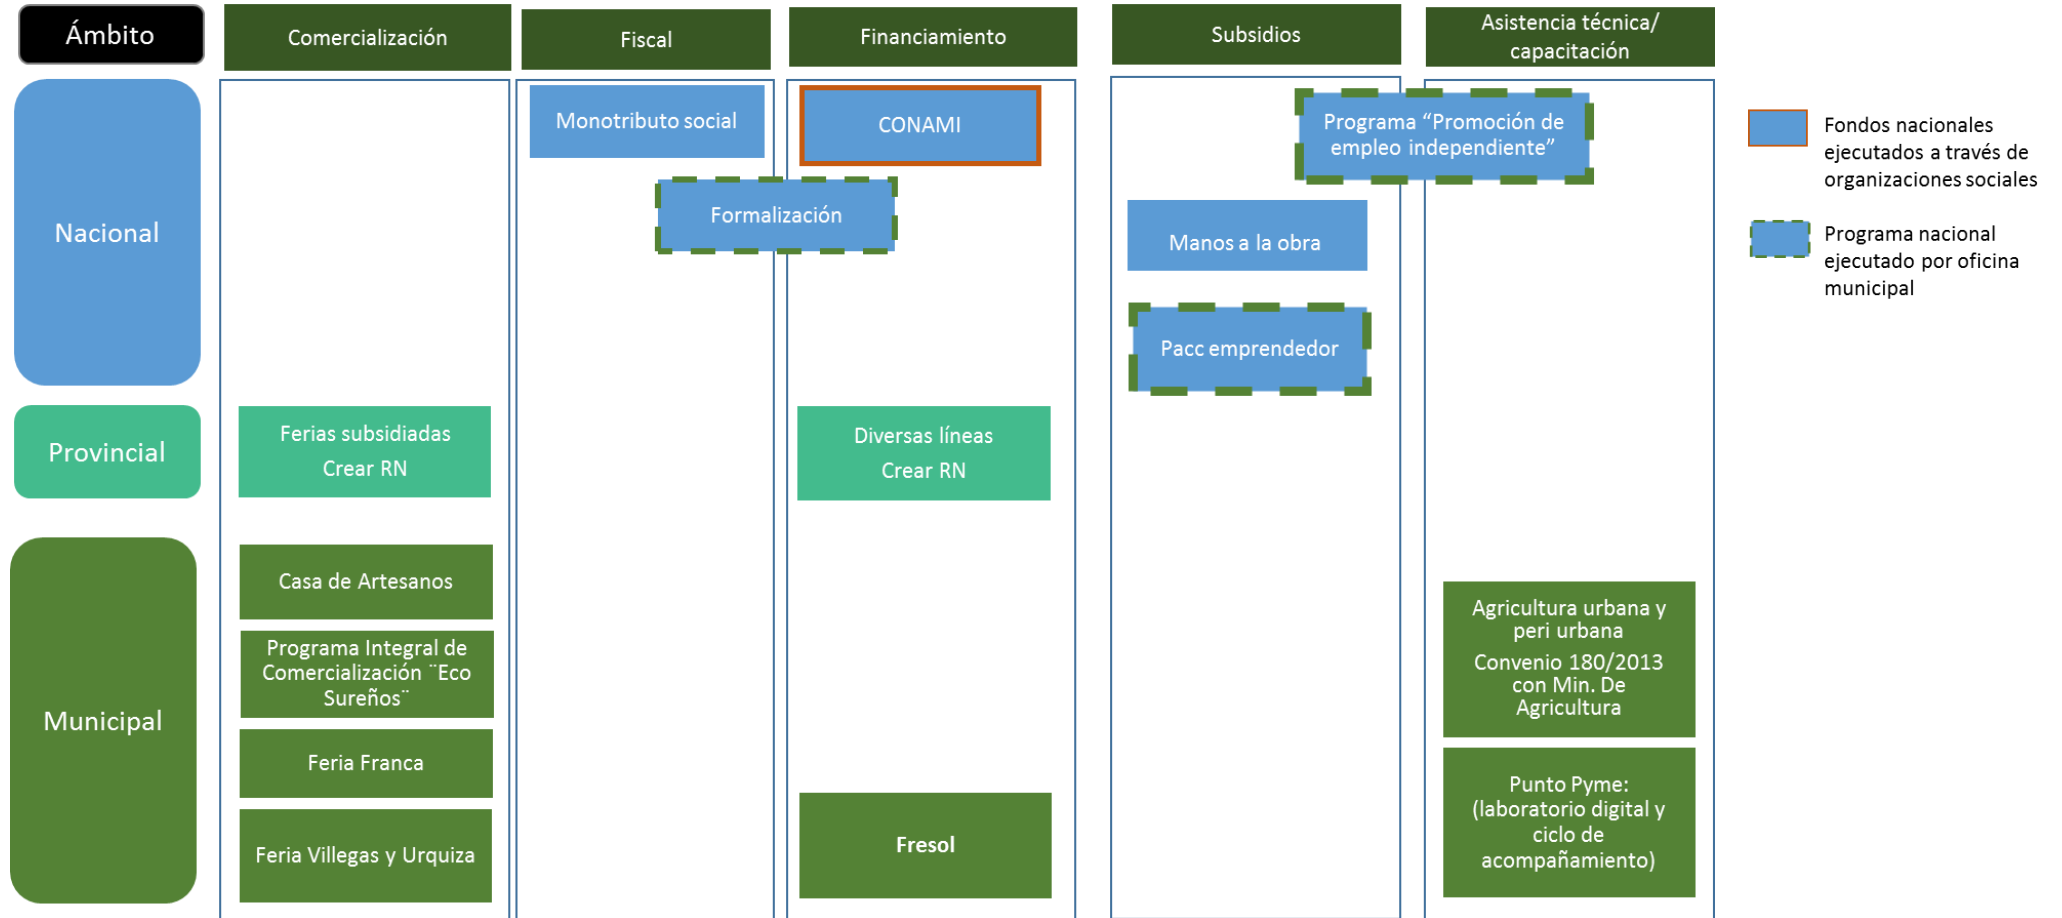 Ámbito
Comercialización
Fiscal
Financiamiento
Subsidios
Asistencia técnica/
capacitación
Nacional
Monotributo social
CONAMI
Programa “Promoción de
empleo independiente”
Formalización
Manos a la obra
Pacc emprendedor
Fondos nacionales
ejecutados a través de
organizaciones sociales
Programa nacional
ejecutado por oficina
municipal
Provincial
Ferias subsidiadas
Crear RN
Diversas líneas
Crear RN
Municipal
Casa de Artesanos
Programa Integral de
Comercialización ¨Eco
Sureños¨
Feria Franca
Feria Villegas y Urquiza
Fresol
Agricultura urbana y
peri urbana
Convenio 180/2013
con Min. De
Agricultura
Punto Pyme:
(laboratorio digital y
ciclo de
acompañamiento)